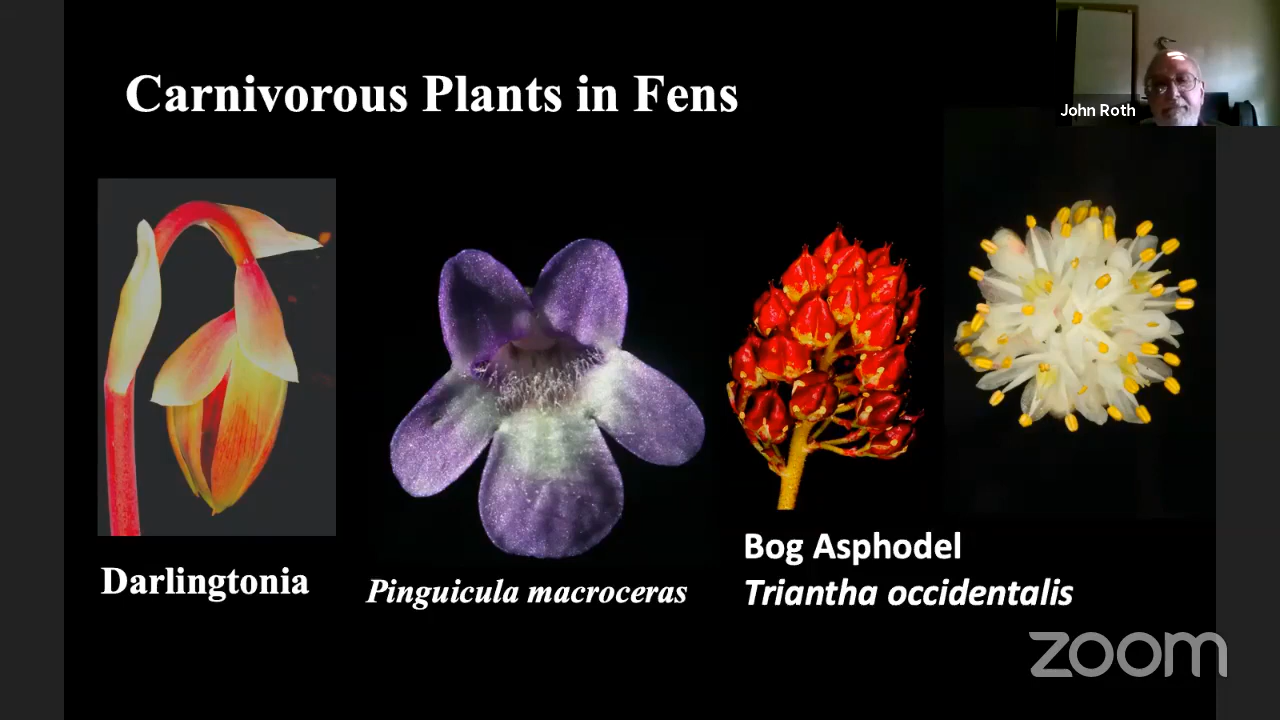 Carnivorous Plants in Fens
John Roth
Darlingtonia
Pinguicula macroceras
Bog Asphodel
Triantha occidentalis
zoom